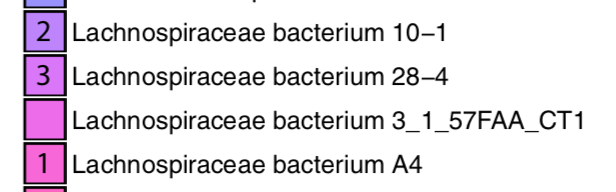 2 Lachnospiraceae bacterium 10−1
3 Lachnospiraceae bacterium 28−4
Lachnospiraceae bacterium 3_1_57FAA_CT1
1 Lachnospiraceae bacterium A4